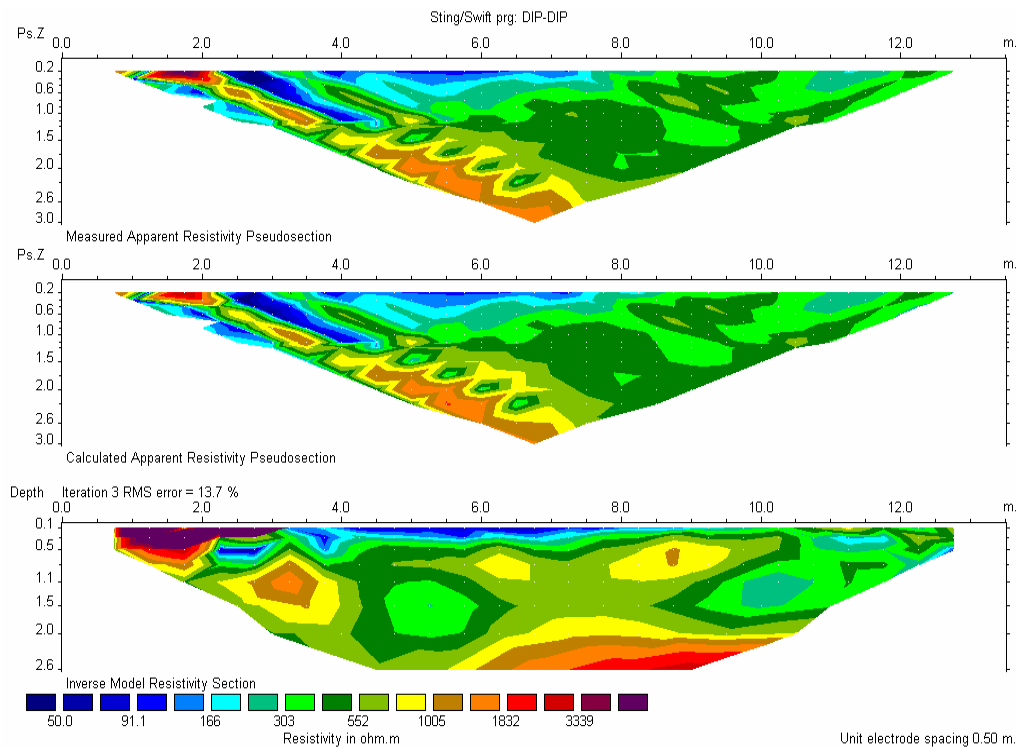 Sting/Swift prg: DIP-DIP
Ps.Z
0.0 2.0 4.0 6.0 8.0 10.0 12.0 m.
0.2
0.6
1.0
1.5
2.0
2.6
3.0
Measured Apparent Resistivity Pseudosection
Ps.Z
0.0 2.0 4.0 6.0 8.0 10.0 12.0 m.
0.2
0.6
1.0
1.5
2.0
2.6
3.0
Calculated Apparent Resistivity Pseudosection
Depth Iteration 3 RMS error = 13.7 %
0.0 2.0 4.0 6.0 8.0 10.0 12.0 m.
0.1
0.5
1.1
1.5
2.0
2.6
Inverse Model Resistivity Section
50.0 91.1 166 303 552 1005 1832 3339
Resistivity in ohm.m Unit electrode spacing 0.50 m.